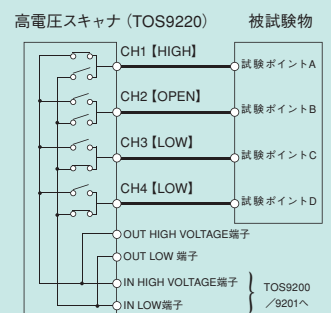 高電圧スキャナ（TOS9220）
被試験物
CH1【HIGH】
試験ポイントA
CH2【OPEN】
試験ポイントB
CH3【LOW】
試験ポイントC
CH4【LOW】
試験ポイントD
OUT HIGH VOLTAGE端子
OUT LOW 端子
IN HIGH VOLTAGE端子
IN LOW端子
TOS9200
／9201へ